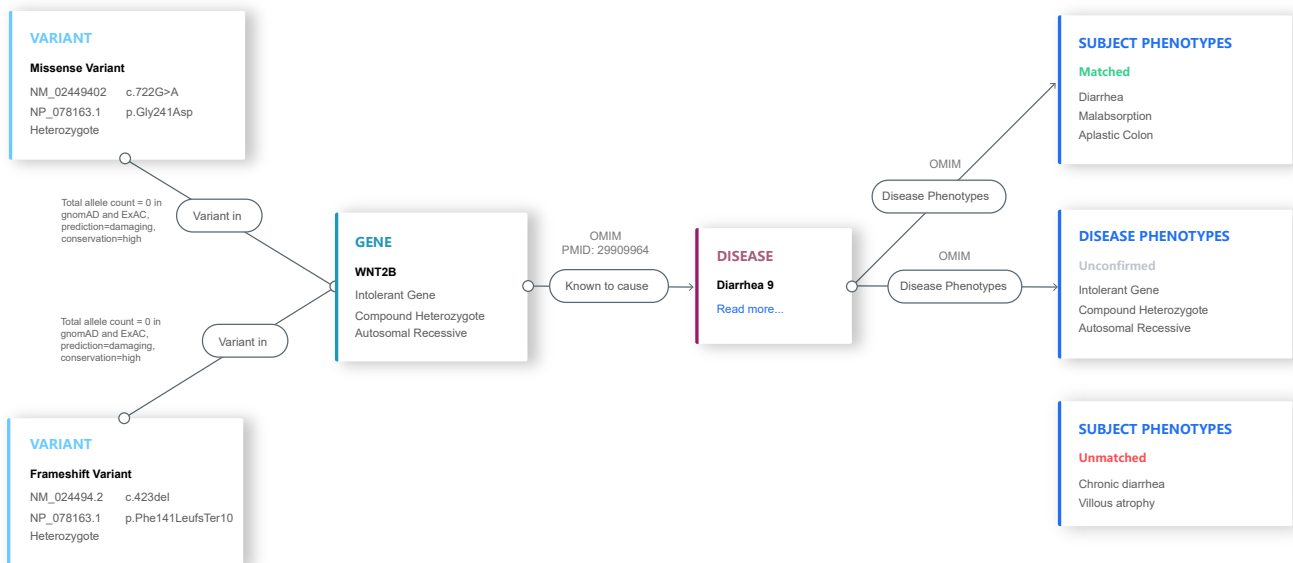 VARIANT
Missense Variant
NM_02449402 c.722G>A
NP_078163.1 p.Gly241Asp
Heterozygote
Total allele count = 0 in
gnomAD and ExAC,
prediction=damaging,
conservation=high
Variant in
Total allele count = 0 in
gnomAD and ExAC,
prediction=damaging,
conservation=high
Variant in
VARIANT
Frameshift Variant
NM_024494.2 c.423del
NP_078163.1 p.Phe141LeufsTer10
Heterozygote
GENE
WNT2B
Intolerant Gene
Compound Heterozygote
Autosomal Recessive
OMIM
PMID: 29909964
Known to cause
DISEASE
Diarrhea 9
Read more...
OMIM
Disease Phenotypes
OMIM
Disease Phenotypes
SUBJECT PHENOTYPES
Matched
Diarrhea
Malabsorption
Aplastic Colon
DISEASE PHENOTYPES
Unconfirmed
Intolerant Gene
Compound Heterozygote
Autosomal Recessive
SUBJECT PHENOTYPES
Unmatched
Chronic diarrhea
Villous atrophy